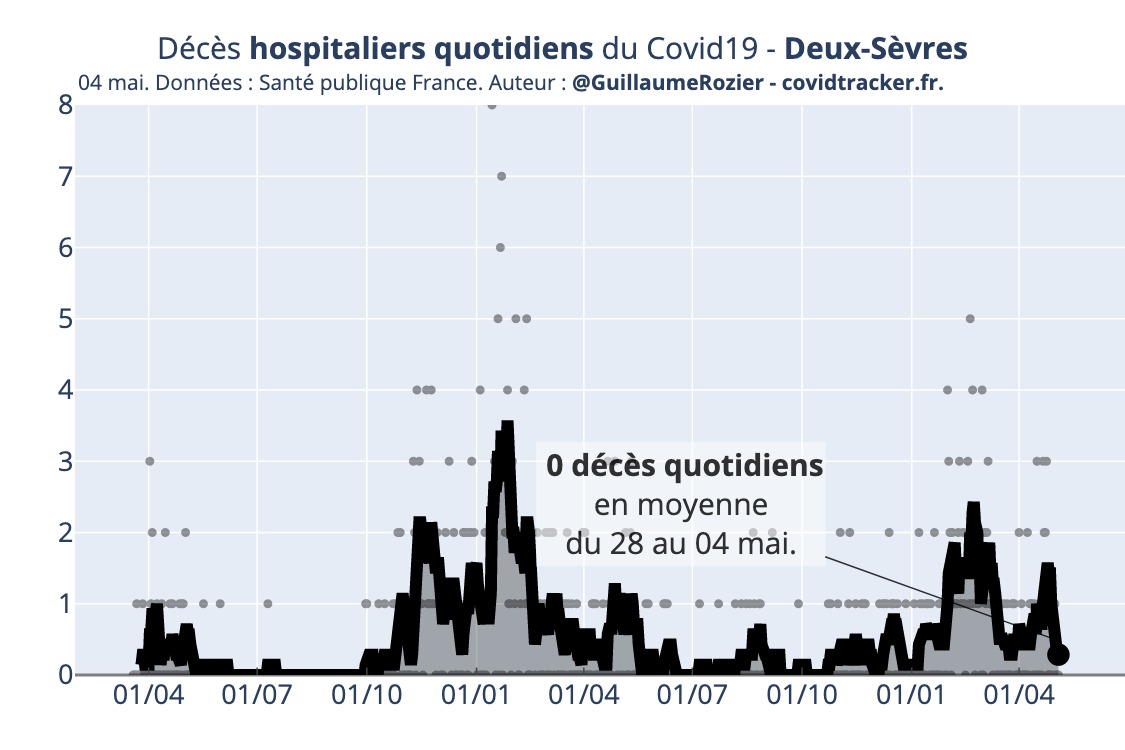 Décès hospitaliers quotidiens du Covid19 - Deux-Sèvres
04 mai. Données : Santé publique France. Auteur : @GuillaumeRozier - covidtracker.fr.
8
7
6
5
4
3
2
1
0
0 décès quotidiens
en moyenne
du 28 au 04 mai.
01/04 01/07 01/10 01/01 01/04 01/07 01/10 01/01 01/04